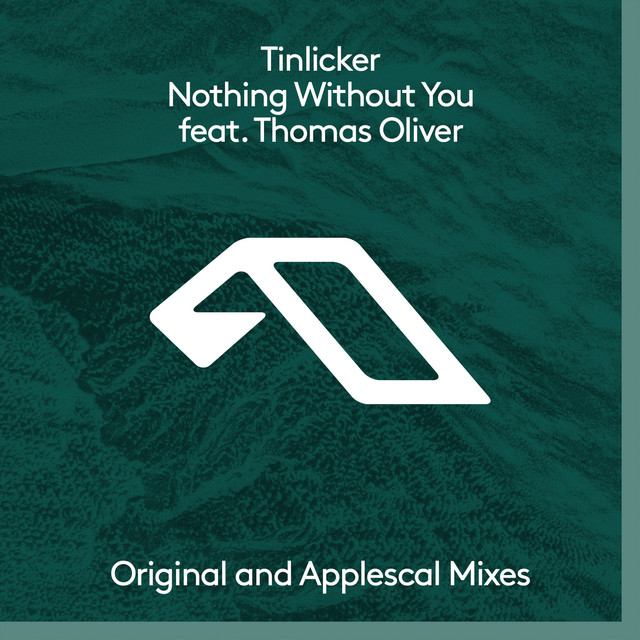 Tinlicker
Nothing Without You
feat. Thomas Oliver
Original and Applescal Mixes